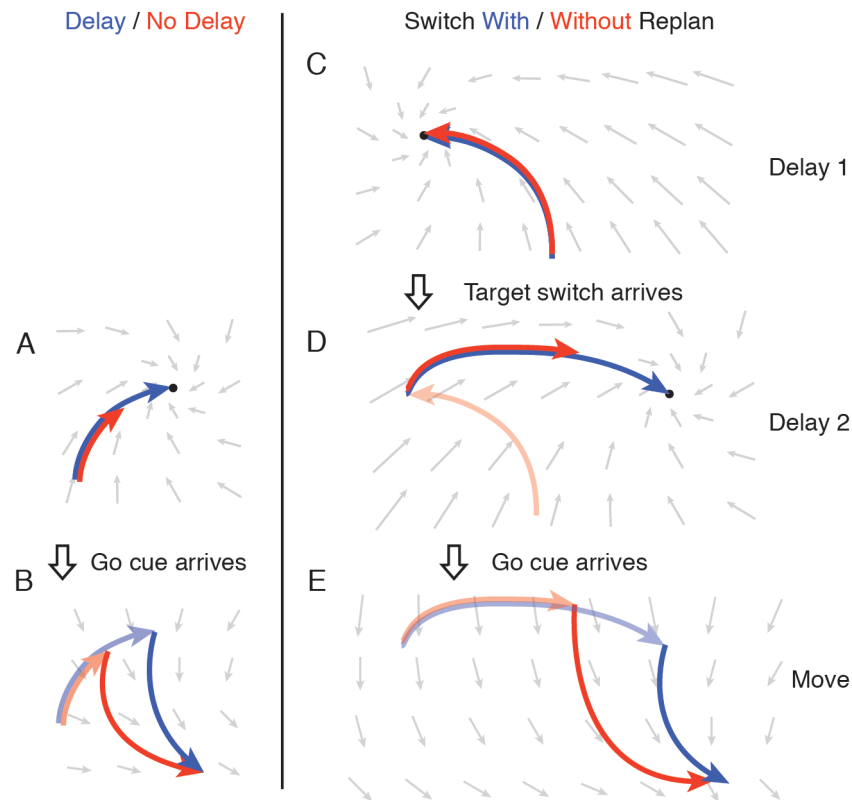 Delay / No Delay
Switch With / Without Replan
C
Delay 1
Target switch arrives
A
D
Delay 2
Go cue arrives
Go cue arrives
B
E
Move